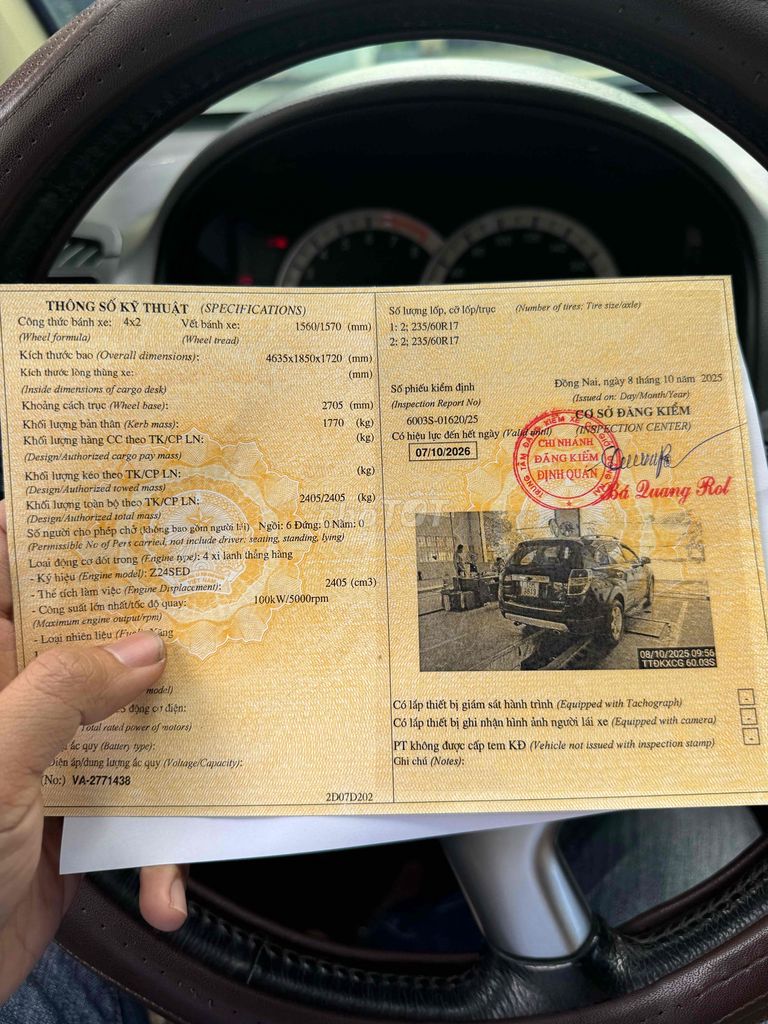 THÔNG SỐ KỸ THUẬT (SPECIFICATIONS)
Công thức bánh xe: 4x2 Vết bánh xe: 1560/1570 (mm)
(Wheel formula) (Wheel tread)
Kích thước bao (Overall dimensions): 4635x1850x1720 (mm)
Kích thước lòng thùng xe: (mm)
(Inside dimensions of cargo desk)
Khoảng cách trục (Wheel base): 2705 (mm)
Khối lượng bản thân (Kerb mass): 1770 (kg)
Khối lượng hàng CC theo TK/CP LN: (kg)
(Design/Authorized cargo pay mass)
Khối lượng kéo theo TK/CP LN: (kg)
(Design/Authorized towed mass)
Khối lượng toàn bộ theo TK/CP LN: 2405/2405 (kg)
(Design/Authorized total mass)
Số người cho phép chở (không bao gồm người lái) Ngồi: 6 Đứng: 0 Nằm: 0
(Permissible No of Pers carried, not include driver: seating, standing, lying)
Loại động cơ đốt trong (Engine type): 4 xi lanh thẳng hàng
- Ký hiệu (Engine model): Z24SED
- Thể tích làm việc (Engine Displacement): 2405 (cm3)
- Công suất lớn nhất/tốc độ quay: 100kW/5000rpm
(Maximum engine output/rpm)
- Loại nhiên liệu
model)
động cơ điện:
Total rated power of motors)
ắc quy (Battery type):
Điện áp/dung lượng ắc quy (Voltage/Capacity):
(No:) VA-2771438
2D07D202
Số lượng lốp, cỡ lốp/trục (Number of tires; Tire size/axle)
1: 2; 235/60R17
2: 2; 235/60R17
Đồng Nai, ngày 8 tháng 10 năm 2025
(Issued on: Day/Month/Year)
Số phiếu kiểm định
(Inspection Report No)
6003S-01620/25
CƠ SỞ ĐĂNG KIỂM
(INSPECTION CENTER)
Có hiệu lực đến hết ngày (Valid until)
07/10/2026
CHI NHÁNH
ĐĂNG KIỂM
ĐỊNH QUÁN
Bá Quang Rol
08/10/2025 09:56
TTĐKXCG 60.03S
Có lắp thiết bị giám sát hành trình (Equipped with Tachograph)
Có lắp thiết bị ghi nhận hình ảnh người lái xe (Equipped with camera)
PT không được cấp tem KĐ (Vehicle not issued with inspection stamp)
Ghi chú (Notes):